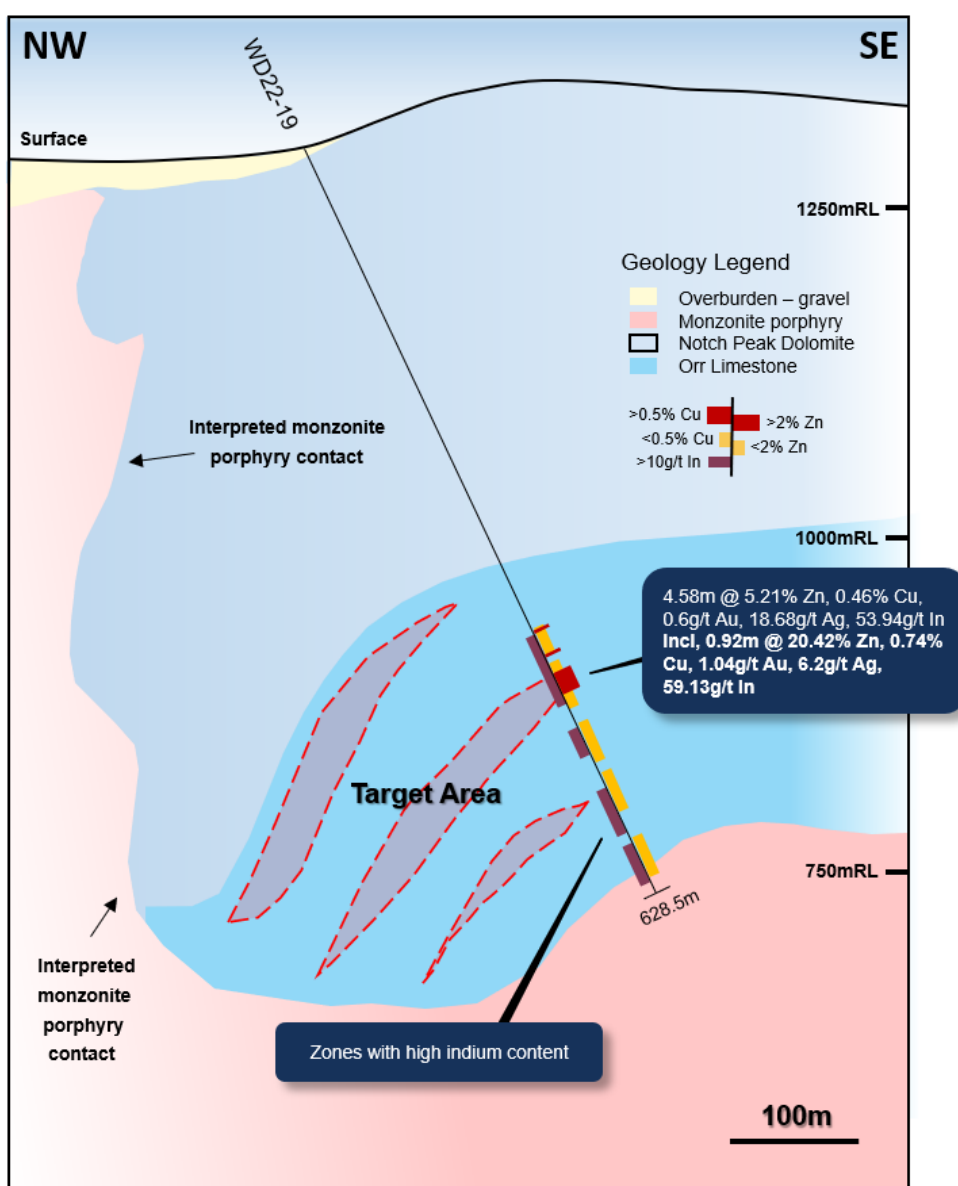 NW
SE
WD22-19
Surface
1250mRL
Geology Legend
Overburden – gravel
Monzonite porphyry
Notch Peak Dolomite
Orr Limestone
>0.5% Cu
>2% Zn
<0.5% Cu
<2% Zn
>10g/t In
Interpreted monzonite
porphyry contact
1000mRL
4.58m @ 5.21% Zn, 0.46% Cu,
0.6g/t Au, 18.68g/t Ag, 53.94g/t In
Incl, 0.92m @ 20.42% Zn, 0.74%
Cu, 1.04g/t Au, 6.2g/t Ag,
59.13g/t In
Target Area
750mRL
628.5m
Interpreted
monzonite
porphyry
contact
Zones with high indium content
100m